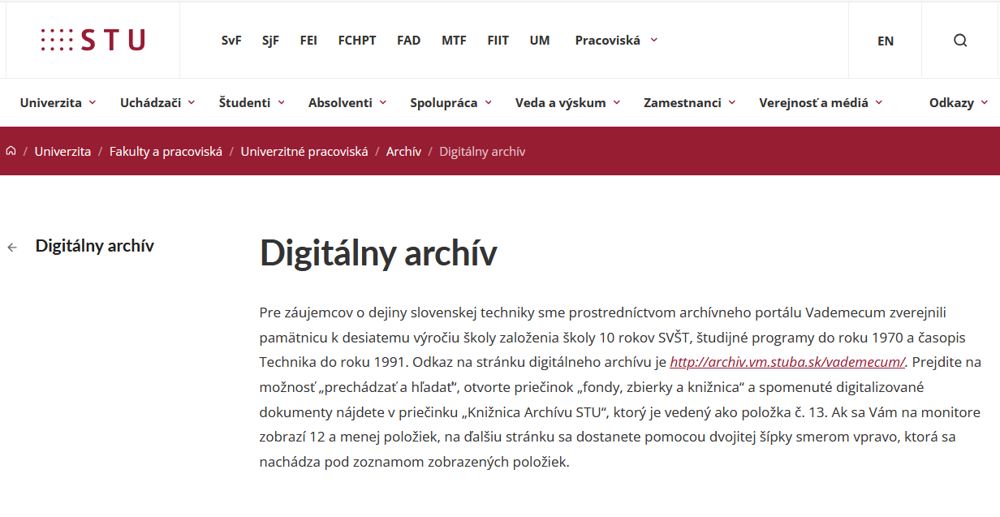 STU
SvF SjF FEI FCHPT FAD MTF FIIT UM Pracoviská EN
Univerzita Uchádzači Študenti Absolventi Spolupráca Veda a výskum Zamestnanci Verejnosť a médiá Odkazy
/ Univerzita / Fakulty a pracoviská / Univerzitné pracoviská / Archív / Digitálny archív
Digitálny archív
Digitálny archív
Pre záujemcov o dejiny slovenskej techniky sme prostredníctvom archívneho portálu Vademecum zverejnili
pamätnicu k desiatemu výročiu školy založenia školy 10 rokov SVŠT, študijné programy do roku 1970 a časopis
Technika do roku 1991. Odkaz na stránku digitálneho archívu je http://archiv.vm.stuba.sk/vademecum/. Prejdite na
možnosť „prechádzať a hľadať“, otvorte priečinok „fondy, zbierky a knižnica“ a spomenuté digitalizované
dokumenty nájdete v priečinku „Knižnica Archívu STU“, ktorý je vedený ako položka č. 13. Ak sa Vám na monitore
zobrazí 12 a menej položiek, na ďalšiu stránku sa dostanete pomocou dvojitej šípky smerom vpravo, ktorá sa
nachádza pod zoznamom zobrazených položiek.